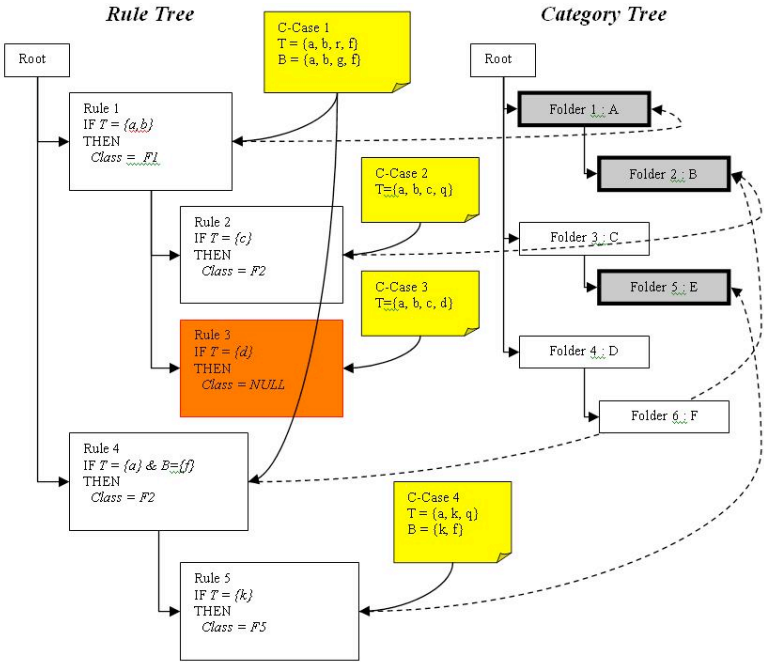 Rule Tree
Category Tree
C-Case 1
T = {a, b, r, f}
B = {a, b, g, f}
Root
Root
Rule 1
IF T = {a,b}
THEN
Class = F1
Folder 1 : A
C-Case 2
T={a, b, c, q}
Folder 2 : B
Rule 2
IF T = {c}
THEN
Class = F2
Folder 3 : C
C-Case 3
T={a, b, c, d}
Folder 5 : E
Rule 3
IF T = {d}
THEN
Class = NULL
Folder 4 : D
Folder 6 : F
Rule 4
IF T = {a} & B={f}
THEN
Class = F2
C-Case 4
T = {a, k, q}
B = {k, f}
Rule 5
IF T = {k}
THEN
Class = F5